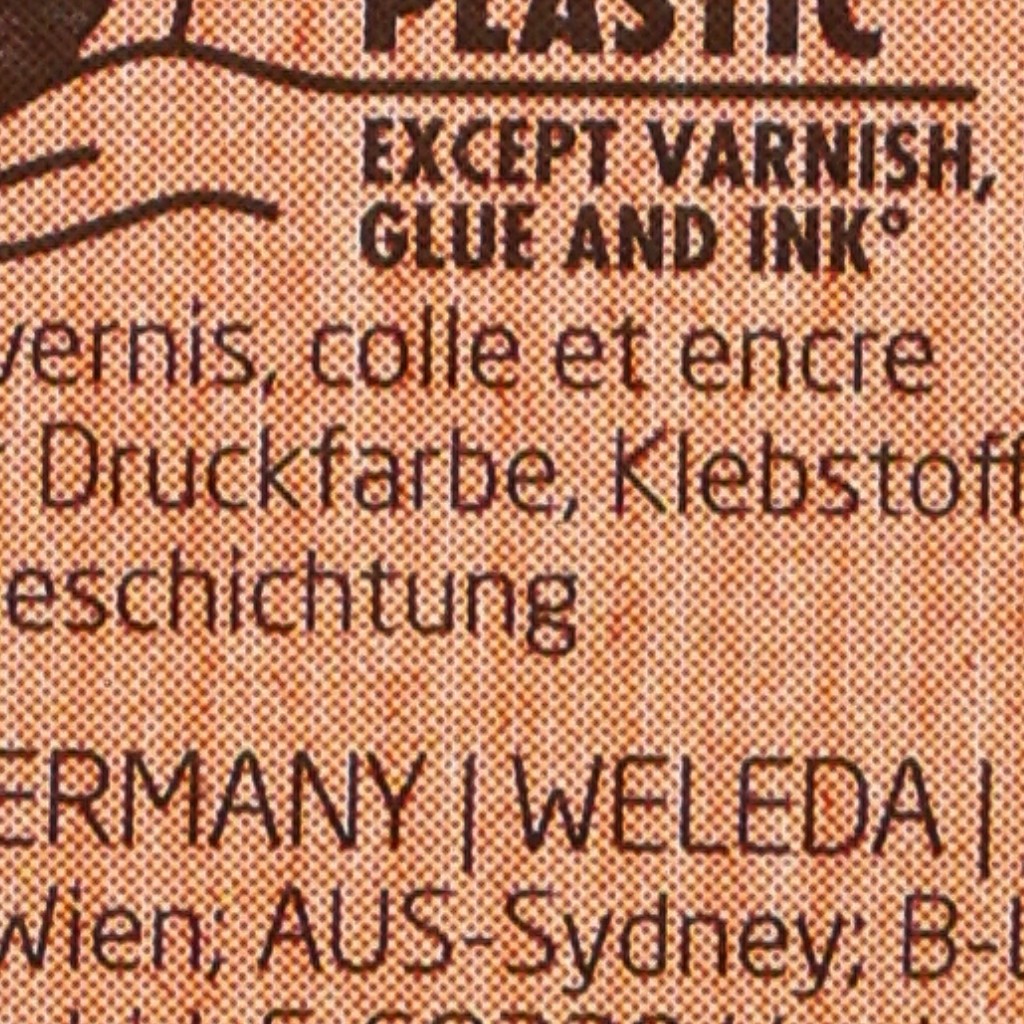 PLASTIC
EXCEPT VARNISH,
GLUE AND INK°
vernis, colle et encre
Druckfarbe, Klebstoff
eschichtung
ERMANY | WELEDA |
Wien; AUS-Sydney; B-